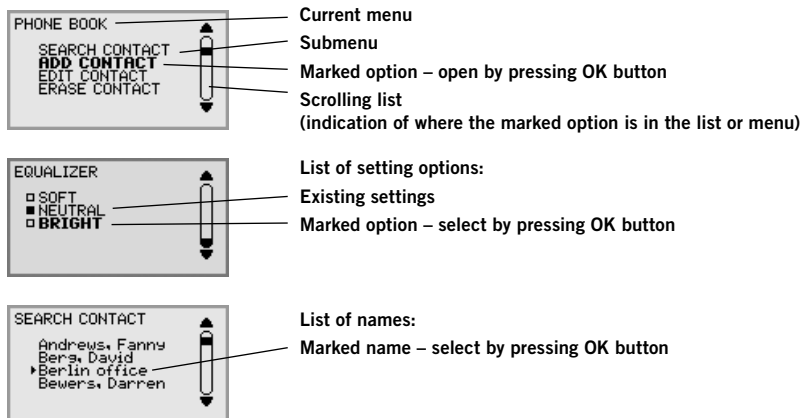 PHONE BOOK
SEARCH CONTACT
ADD CONTACT
EDIT CONTACT
ERASE CONTACT
Current menu
Submenu
Marked option – open by pressing OK button
Scrolling list
(indication of where the marked option is in the list or menu)
EQUALIZER
SOFT
NEUTRAL
BRIGHT
List of setting options:
Existing settings
Marked option – select by pressing OK button
SEARCH CONTACT
Andrews, Fanny
Berg, David
Berlin office
Bewers, Darren
List of names:
Marked name – select by pressing OK button